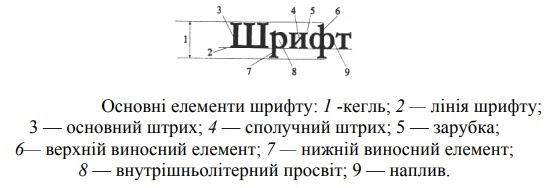 3 4 5 6
1 Шрифт
2
7 8 9
Основні елементи шрифту: 1 -кегль; 2 — лінія шрифту;
3 — основний штрих; 4 — сполучний штрих; 5 — зарубка;
6— верхній виносний елемент; 7 — нижній виносний елемент;
8 — внутрішньолітерний просвіт; 9 — наплив.